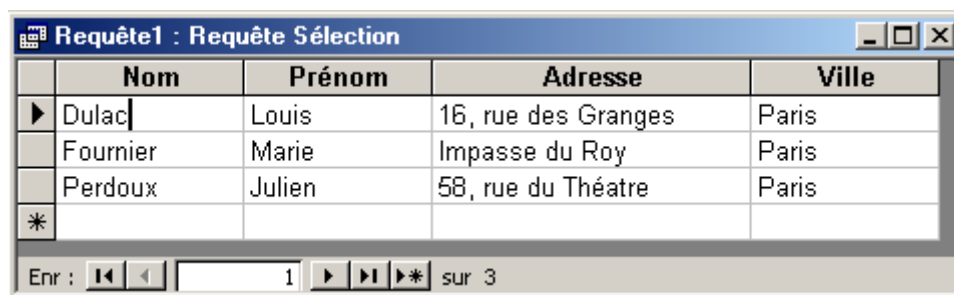 Requête1 : Requête Sélection
Nom Prénom Adresse Ville
Dulac Louis 16, rue des Granges Paris
Fournier Marie Impasse du Roy Paris
Perdoux Julien 58, rue du Théatre Paris
Enr : 1 sur 3